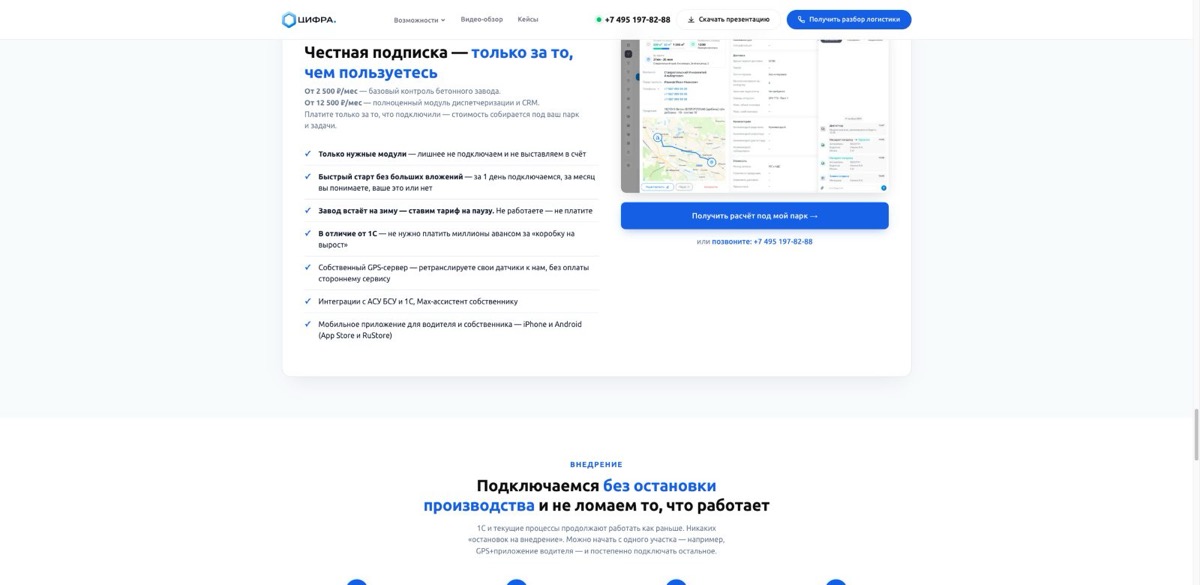 ЦИФРА.
Возможности
Видео-обзор
Кейсы
+7 495 197-82-88
Скачать презентацию
Получить разбор логистики
Честная подписка — только за то,
чем пользуетесь
От 2 500 ₽/мес — базовый контроль бетонного завода.
От 12 500 ₽/мес — полноценный модуль диспетчеризации и CRM.
Платите только за то, что подключили — стоимость собирается под ваш парк
и задачи.
✓ Только нужные модули — лишнее не подключаем и не выставляем в счёт
✓ Быстрый старт без больших вложений — за 1 день подключаемся, за месяц
вы понимаете, ваше это или нет
✓ Завод встаёт на зиму — ставим тариф на паузу. Не работаете — не платите
✓ В отличие от 1С — не нужно платить миллионы авансом за «коробку на
вырост»
✓ Собственный GPS-сервер — ретранслируете свои датчики к нам, без оплаты
стороннему сервису
✓ Интеграции с АСУ БСУ и 1С, Max-ассистент собственнику
✓ Мобильное приложение для водителя и собственника — iPhone и Android
(App Store и RuStore)
Получить расчёт под мой парк →
или позвоните: +7 495 197-82-88
ВНЕДРЕНИЕ
Подключаемся без остановки
производства и не ломаем то, что работает
1С и текущие процессы продолжают работать как раньше. Никаких
«остановок на внедрение». Можно начать с одного участка — например,
GPS+приложение водителя — и постепенно подключать остальное.